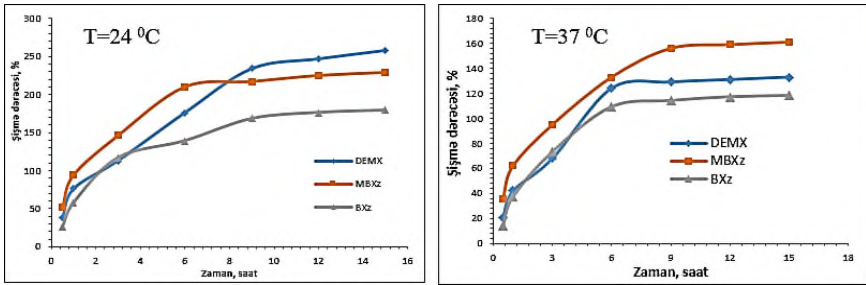 T=24 ⁰C
Şişmə dərəcəsi, %
300
250
200
150
100
50
0
0 2 4 6 8 10 12 14 16
Zaman, saat
DEMX
MBXz
BXz
T=37 ⁰C
Şişmə dərəcəsi, %
180
160
140
120
100
80
60
40
20
0
0 3 6 9 12 15 18
Zaman, saat
DEMX
MBXz
BXz